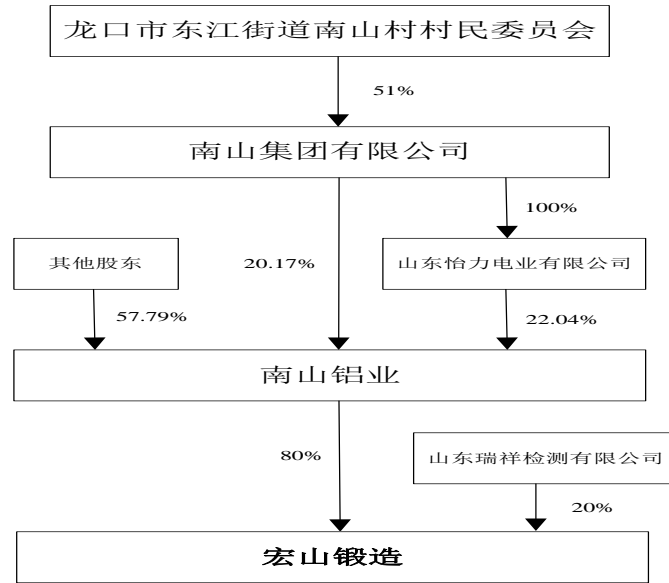 龙口市东江街道南山村村民委员会
51%
南山集团有限公司
100%
其他股东
20.17%
山东怡力电业有限公司
57.79%
22.04%
南山铝业
80%
山东瑞祥检测有限公司
20%
宏山锻造